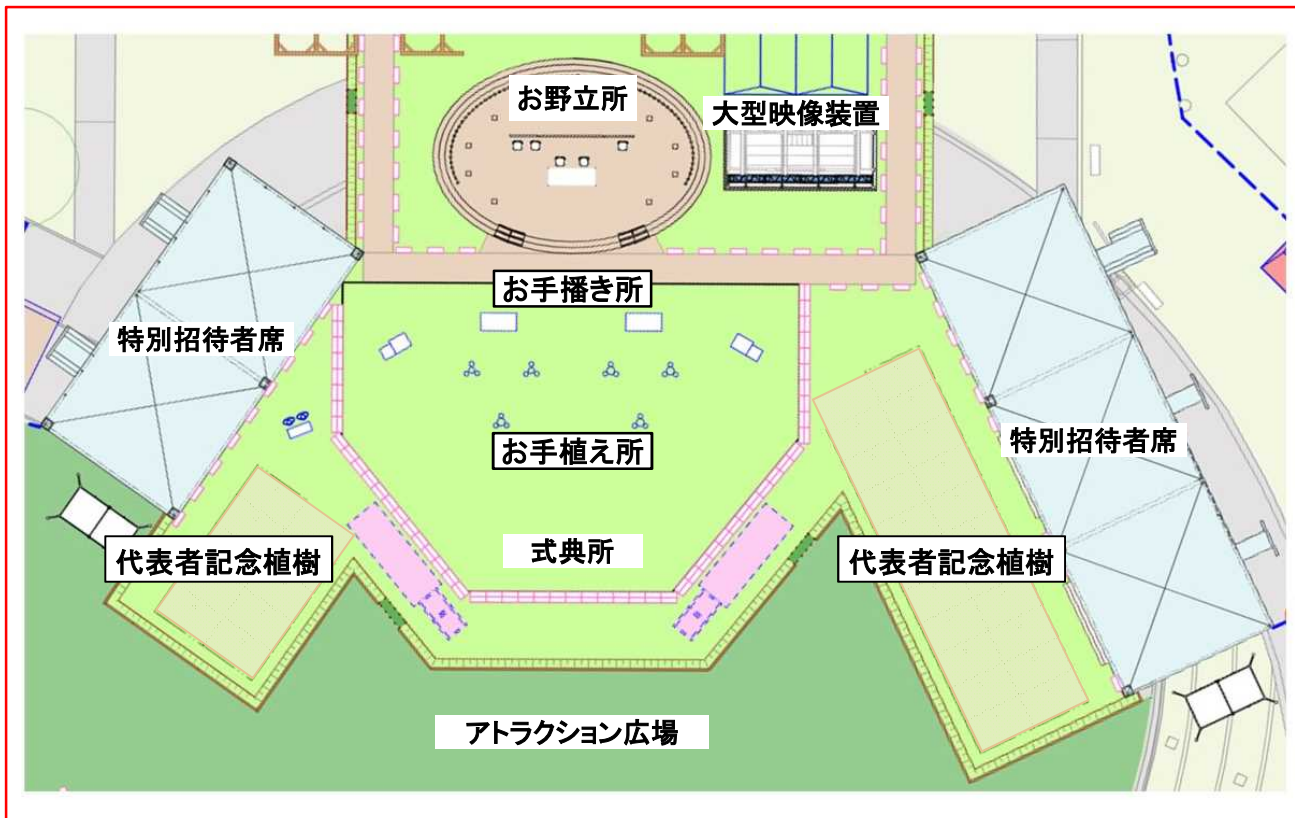 お野立所
大型映像装置
お手播き所
特別招待者席
お手植え所
特別招待者席
式典所
代表者記念植樹
代表者記念植樹
アトラクション広場